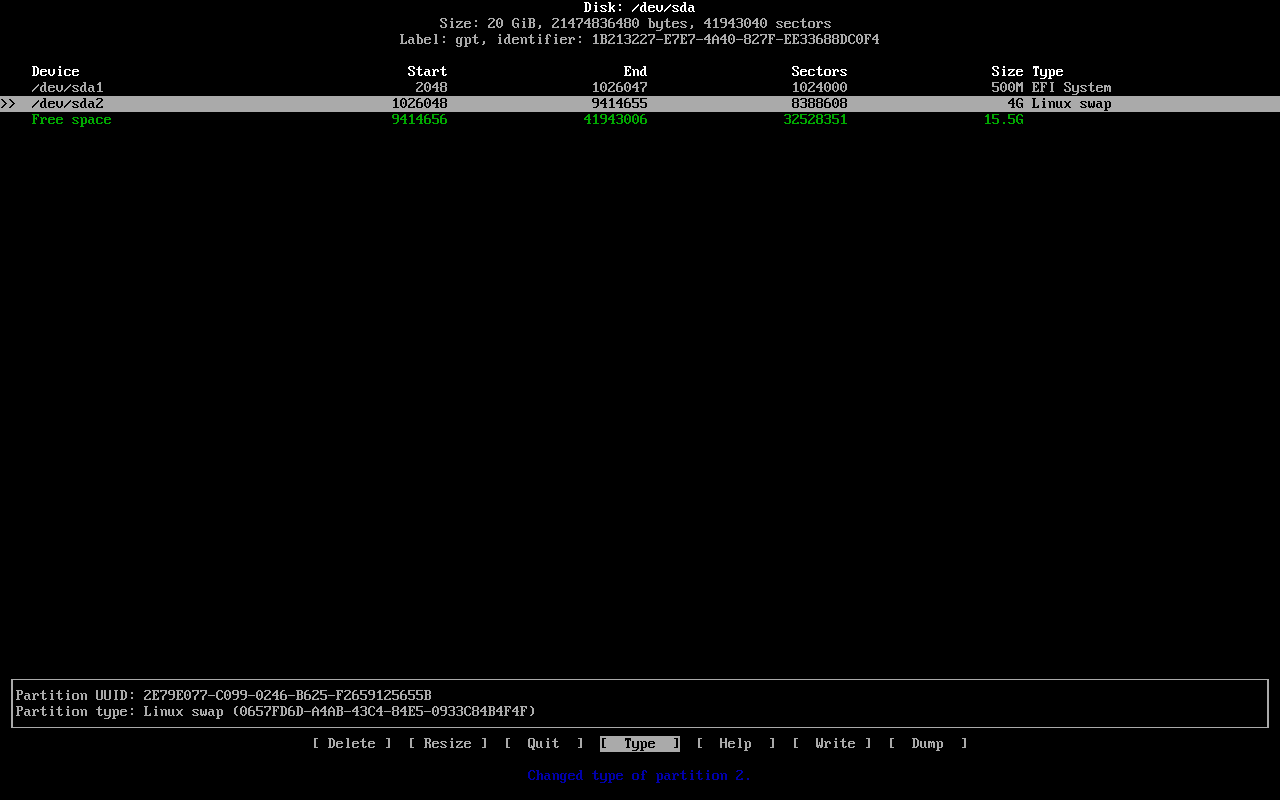 Disk: /dev/sda
Size: 20 GiB, 21474836480 bytes, 41943040 sectors
Label: gpt, identifier: 1B213227-E7E7-4A40-827F-EE33688DC0F4
Device Start End Sectors Size Type
/dev/sda1 2048 1026047 1024000 500M EFI System
>> /dev/sda2 1026048 9414655 8388608 4G Linux swap
Free space 9414656 41943006 32528351 15.5G
Partition UUID: 2E79E077-C099-0246-B625-F2659125655B
Partition type: Linux swap (0657FD6D-A4AB-43C4-84E5-0933C84B4F4F)
[ Delete ] [ Resize ] [ Quit ] [ Type ] [ Help ] [ Write ] [ Dump ]
Changed type of partition 2.